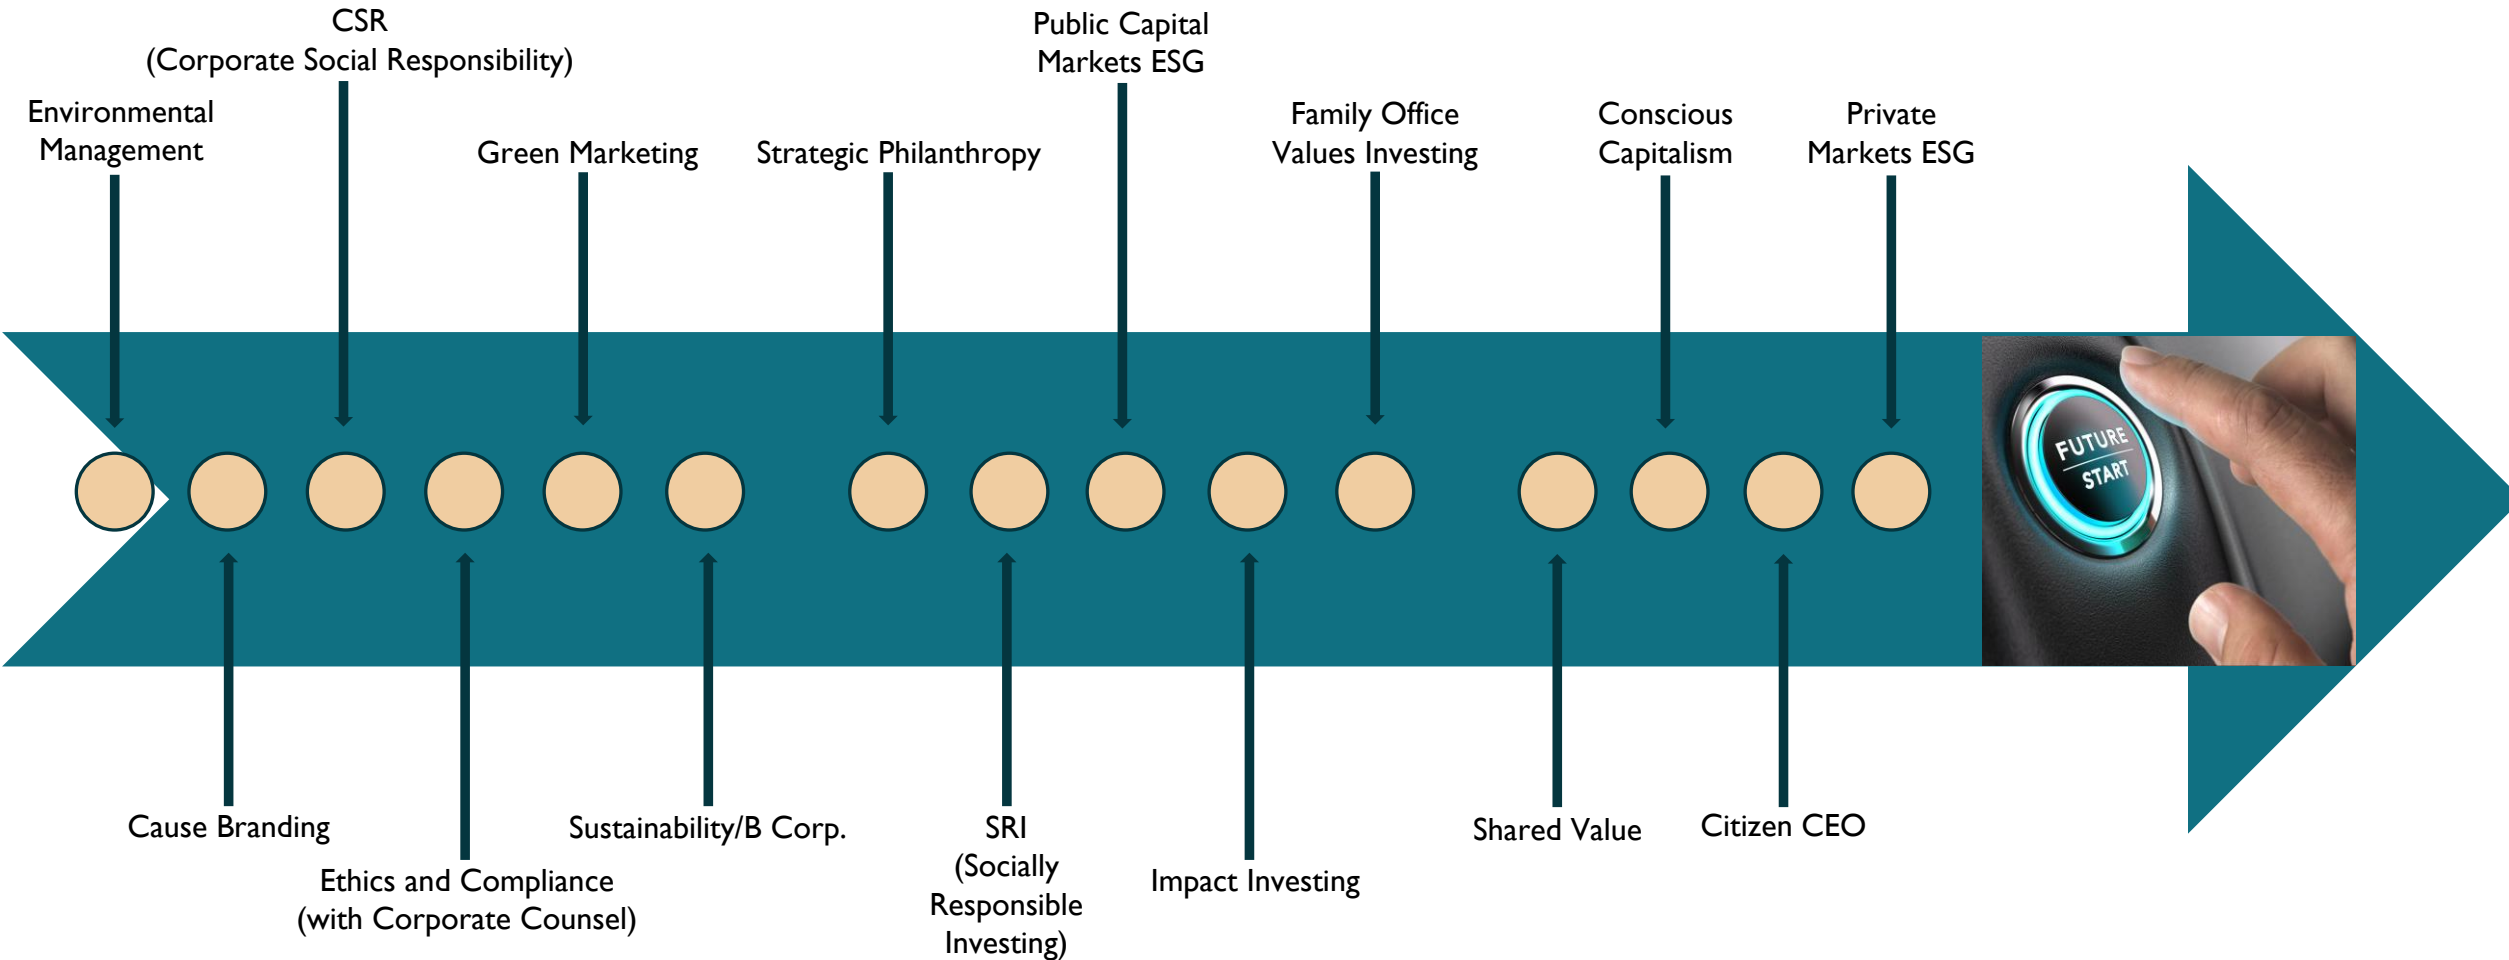 CSR
(Corporate Social Responsibility)
Public Capital
Markets ESG
Environmental
Management
Green Marketing
Strategic Philanthropy
Family Office
Values Investing
Conscious
Capitalism
Private
Markets ESG
FUTURE
START
Cause Branding
Ethics and Compliance
(with Corporate Counsel)
Sustainability/B Corp.
SRI
(Socially
Responsible
Investing)
Impact Investing
Shared Value
Citizen CEO